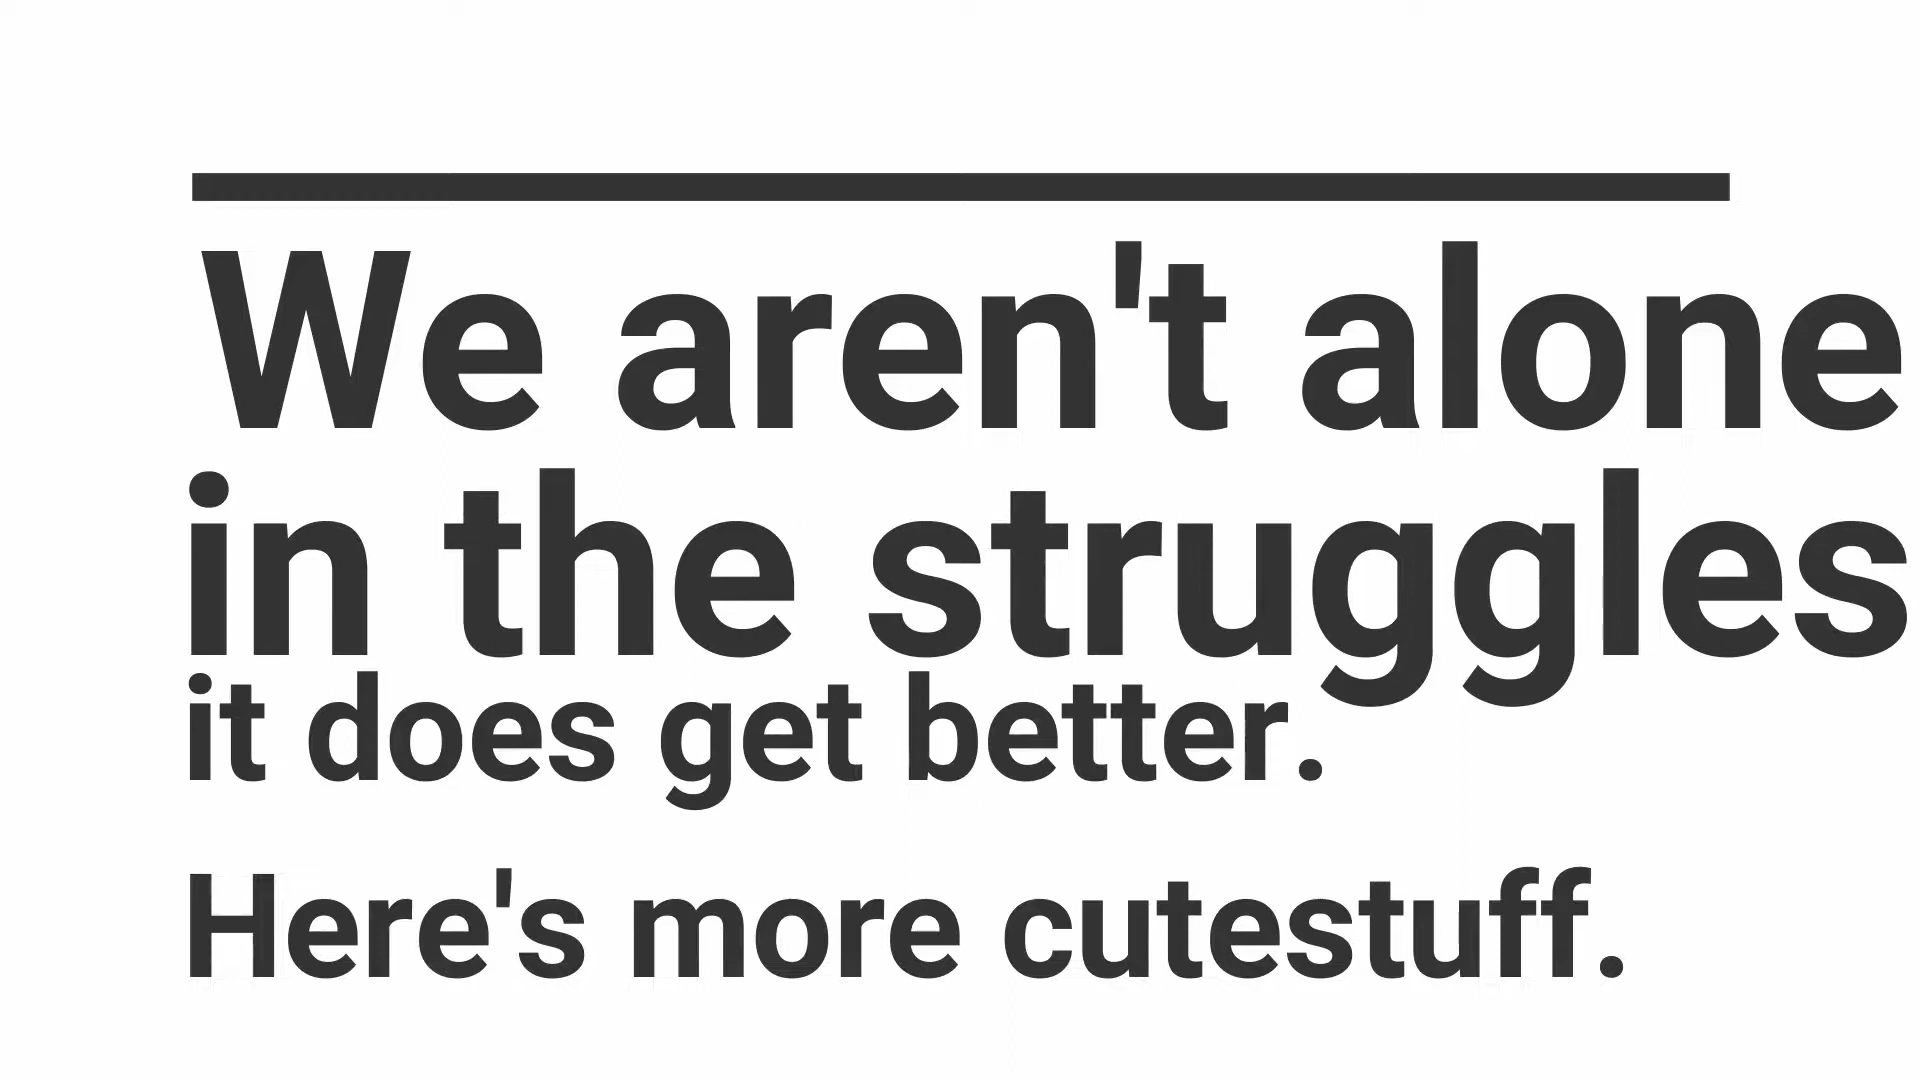 We aren't alone
in the struggles
it does get better.
Here's more cutestuff.